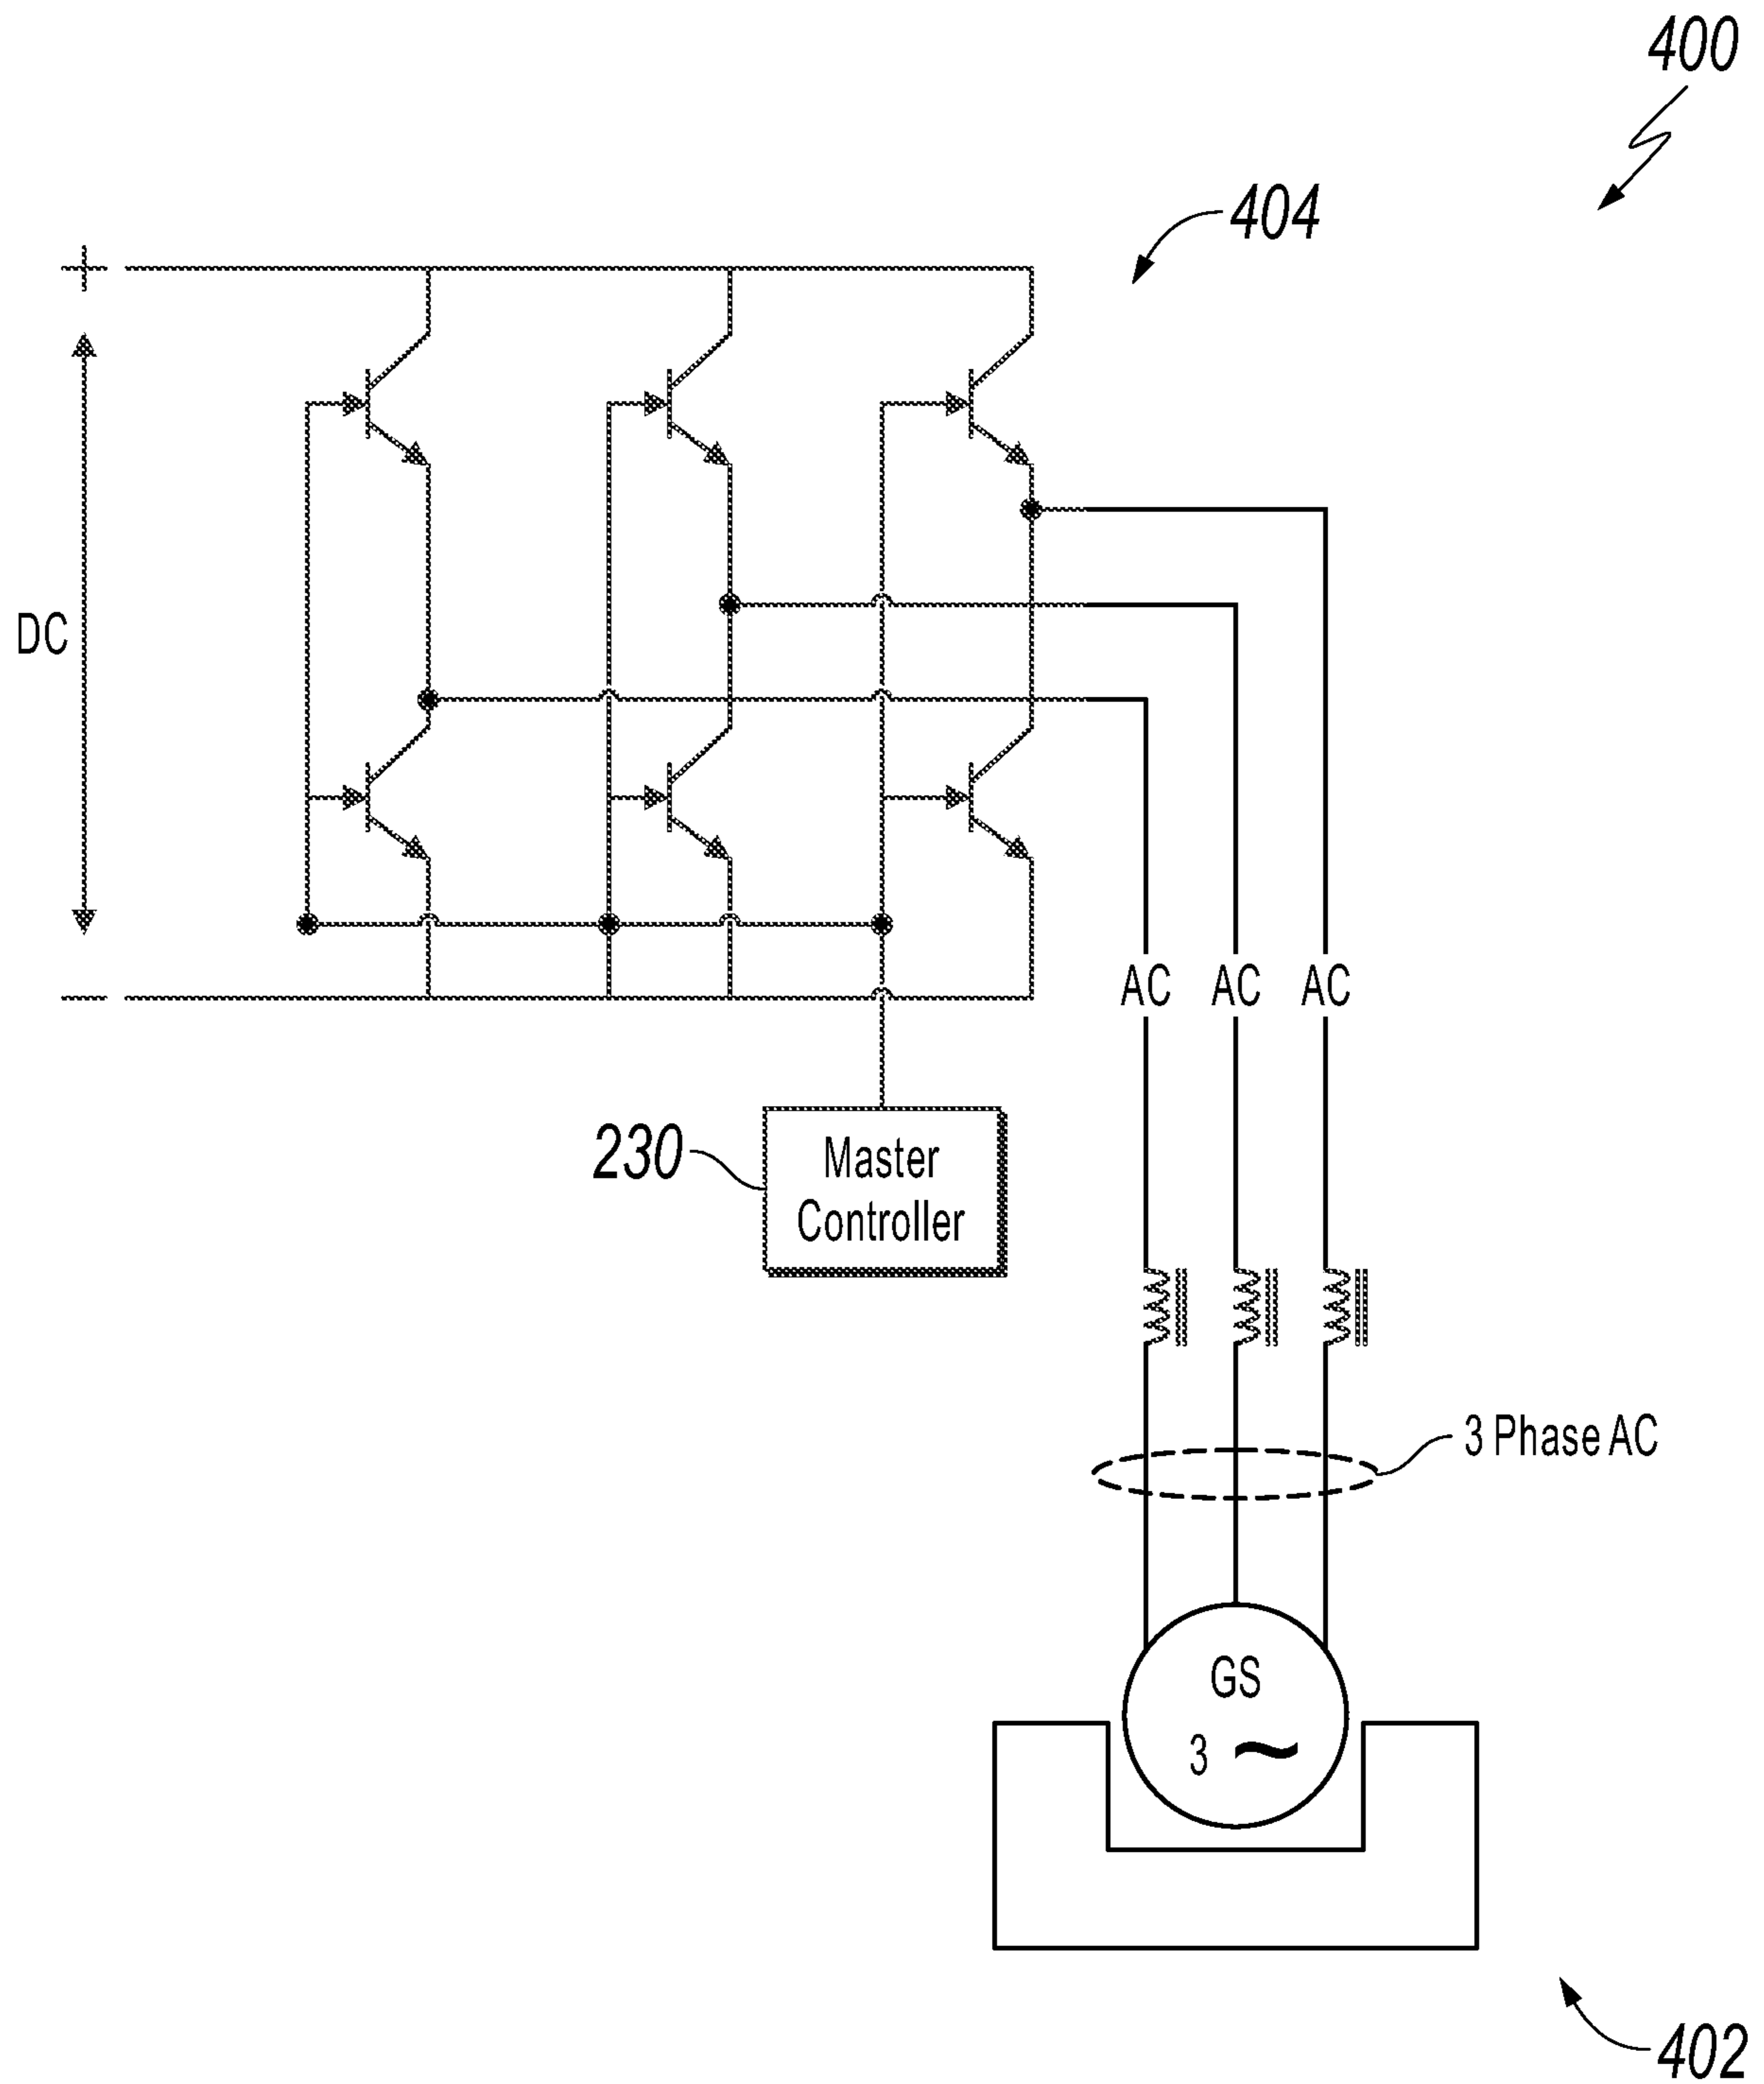 400
404
+
DC
—
AC AC AC
230
Master
Controller
3 Phase AC
GS
3 ~
402